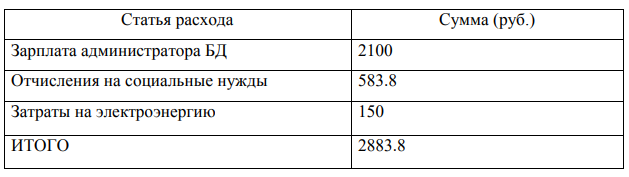 Статья расхода Сумма (руб.)
Зарплата администратора БД 2100
Отчисления на социальные нужды 583.8
Затраты на электроэнергию 150
ИТОГО 2883.8